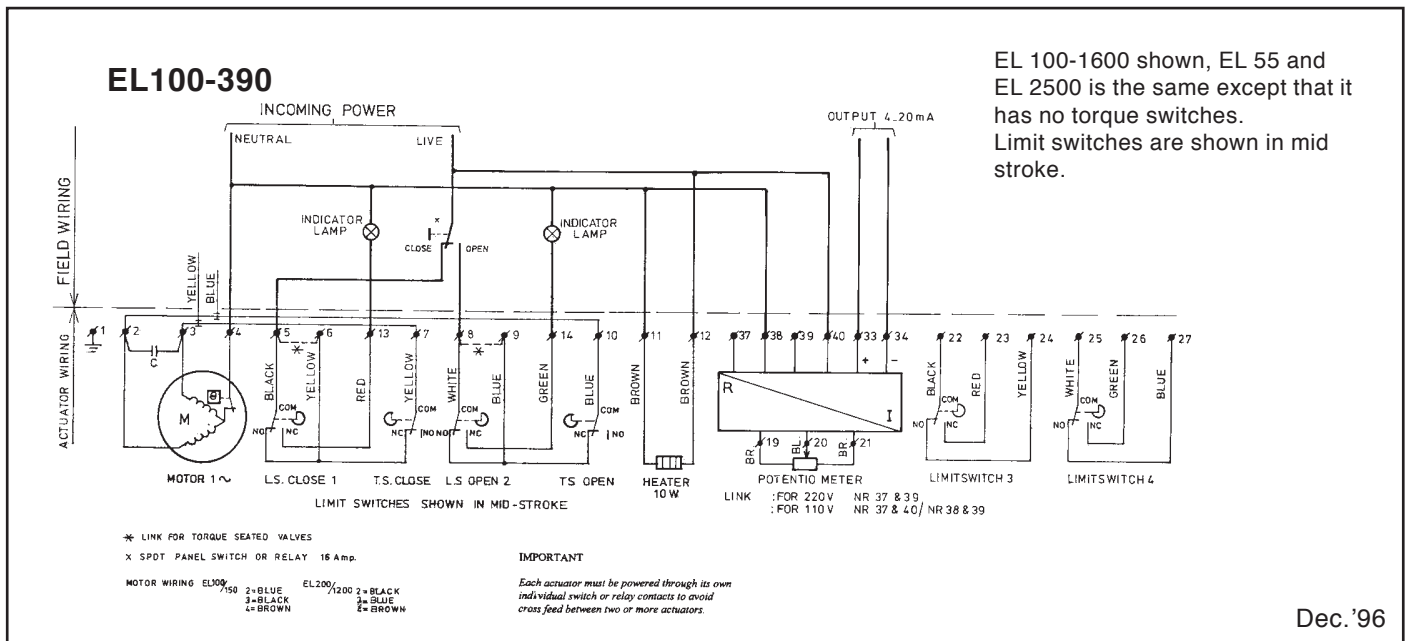 EL100-390
EL 100-1600 shown, EL 55 and
EL 2500 is the same except that it
has no torque switches.
Limit switches are shown in mid
stroke.
INCOMING POWER
OUTPUT 4_20mA
NEUTRAL
LIVE
FIELD WIRING
ACTUATOR WIRING
YELLOW
BLUE
INDICATOR
LAMP
x
CLOSE
OPEN
INDICATOR
LAMP
1 2 3 4 5 6 13 7 8 9 14 10 11 12 37 38 39 40 33 34 22 23 24 25 26 27
* *
+ -
C
BLACK YELLOW RED YELLOW WHITE BLUE GREEN BLUE BROWN BROWN BLACK RED YELLOW WHITE GREEN BLUE
M
R
I
COM COM COM COM COM COM
NO NC NC NO NO NC NC NO NO NC NO NC
19 20 21
BR BL BR
MOTOR 1~
L.S. CLOSE 1
T.S. CLOSE
L.S OPEN 2
T.S OPEN
HEATER
10 W
POTENTIO METER
LIMITSWITCH 3
LIMITSWITCH 4
LIMIT SWITCHES SHOWN IN MID-STROKE
LINK :FOR 220V NR 37 & 39
:FOR 110V NR 37 & 40/ NR 38 & 39
* LINK FOR TORQUE SEATED VALVES
X SPDT PANEL SWITCH OR RELAY 16 Amp.
MOTOR WIRING EL100/150 2=BLUE EL200/1200 2=BLACK
3=BLACK 3=BLUE
4=BROWN 4=BROWN
IMPORTANT
Each actuator must be powered through its own
individual switch or relay contacts to avoid
cross feed between two or more actuators.
Dec.'96